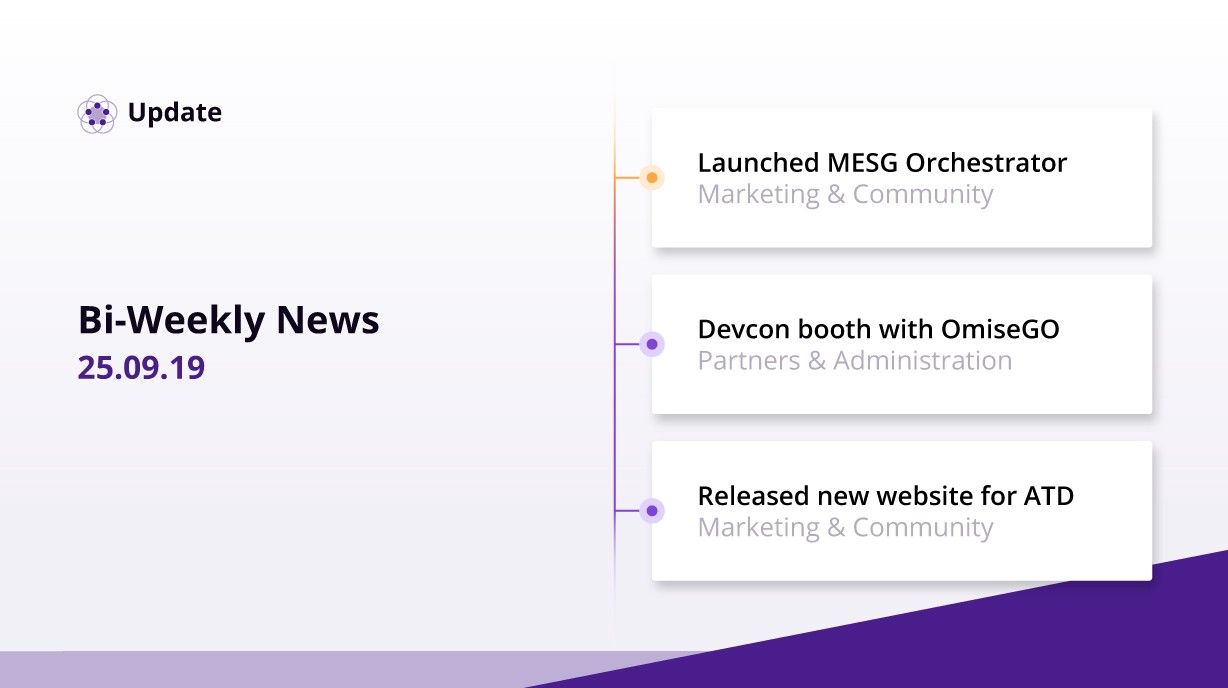 Update
Bi-Weekly News
25.09.19
Launched MESG Orchestrator
Marketing & Community
Devcon booth with OmiseGO
Partners & Administration
Released new website for ATD
Marketing & Community